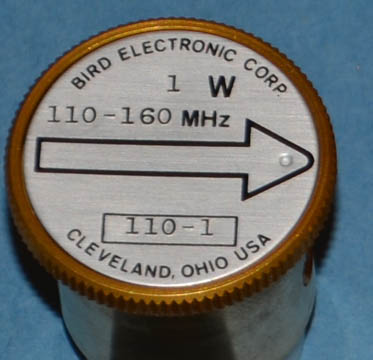 BIRD ELECTRONIC CORP.
1 W
110-160 MHz
110-1
CLEVELAND, OHIO USA